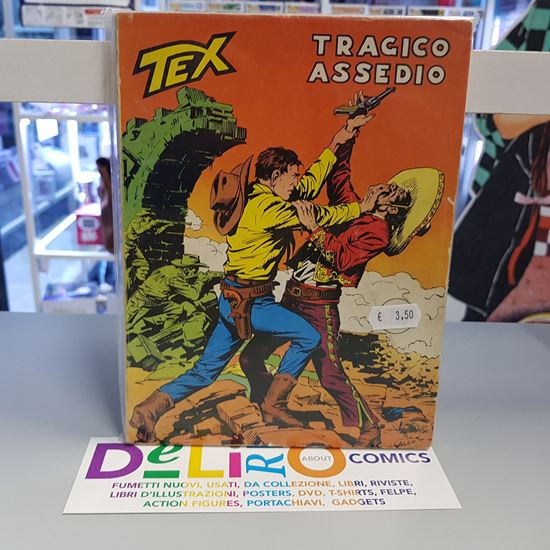 TEX
TRAGICO
ASSEDIO
€ 3,50
DeLiRO ABOUT COMICS
FUMETTI NUOVI, USATI, DA COLLEZIONE, LIBRI, RIVISTE,
LIBRI D'ILLUSTRAZIONI, POSTERS, DVD, T-SHIRTS, FELPE,
ACTION FIGURES, PORTACHIAVI, GADGETS